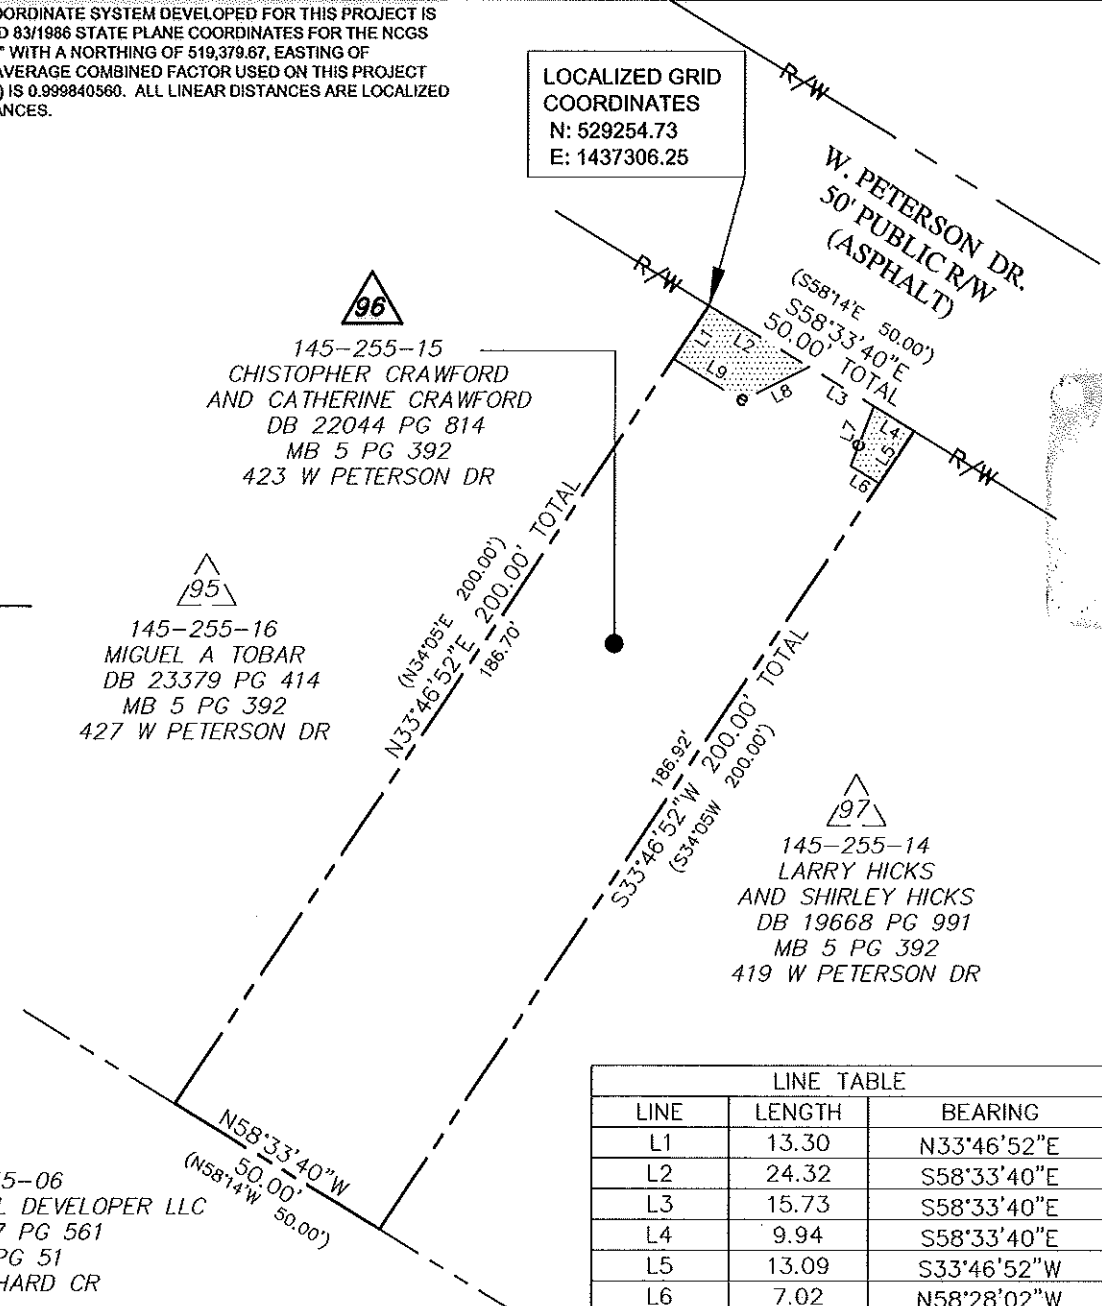 OORDINATE SYSTEM DEVELOPED FOR THIS PROJECT IS
D 83/1986 STATE PLANE COORDINATES FOR THE NCGS
" WITH A NORTHING OF 519,379.67, EASTING OF
AVERAGE COMBINED FACTOR USED ON THIS PROJECT
) IS 0.999840560. ALL LINEAR DISTANCES ARE LOCALIZED
ANCES.
LOCALIZED GRID
COORDINATES
N: 529254.73
E: 1437306.25
R/W
W. PETERSON DR.
50' PUBLIC R/W
(ASPHALT)
R/W
(S58°14'E 50.00')
S58°33'40"E
50.00' TOTAL
L1
L2
L3
L4
L5
L6
L7
L8
L9
e
e
R/W
96
145-255-15
CHISTOPHER CRAWFORD
AND CATHERINE CRAWFORD
DB 22044 PG 814
MB 5 PG 392
423 W PETERSON DR
95
145-255-16
MIGUEL A TOBAR
DB 23379 PG 414
MB 5 PG 392
427 W PETERSON DR
(N34°05'E 200.00')
N33°46'52"E 200.00' TOTAL
186.70'
186.92'
S33°46'52"W 200.00' TOTAL
(S34°05W 200.00')
97
145-255-14
LARRY HICKS
AND SHIRLEY HICKS
DB 19668 PG 991
MB 5 PG 392
419 W PETERSON DR
N58°33'40"W
50.00'
(N58°14'W 50.00')
5-06
L DEVELOPER LLC
7 PG 561
PG 51
HARD CR
LINE TABLE
LINE LENGTH BEARING
L1 13.30 N33°46'52"E
L2 24.32 S58°33'40"E
L3 15.73 S58°33'40"E
L4 9.94 S58°33'40"E
L5 13.09 S33°46'52"W
L6 7.02 N58°28'02"W